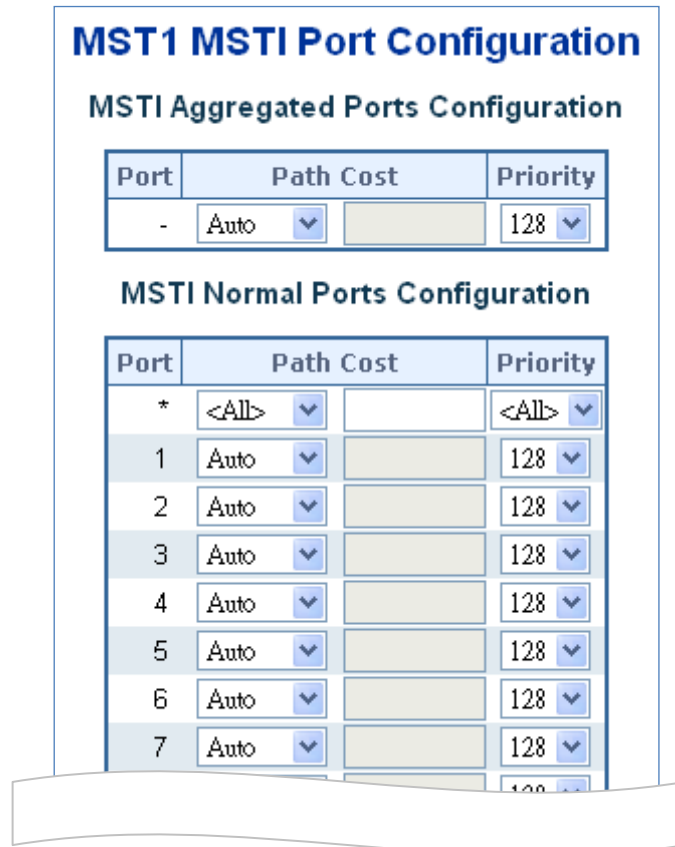 MST1 MSTI Port Configuration
MSTI Aggregated Ports Configuration
Port Path Cost Priority
- Auto 128
MSTI Normal Ports Configuration
Port Path Cost Priority
* <All> <All>
1 Auto 128
2 Auto 128
3 Auto 128
4 Auto 128
5 Auto 128
6 Auto 128
7 Auto 128